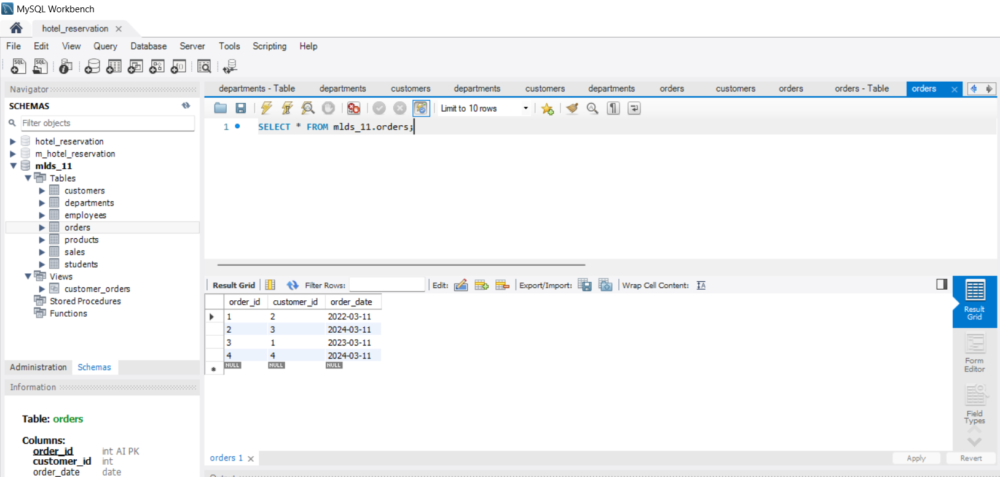 MySQL Workbench
hotel_reservation
File Edit View Query Database Server Tools Scripting Help
SQL SQL
Navigator
SCHEMAS
Filter objects
hotel_reservation
m_hotel_reservation
mlds_11
Tables
customers
departments
employees
orders
products
sales
students
Views
customer_orders
Stored Procedures
Functions
Administration Schemas
Information
Table: orders
Columns:
order_id int AI PK
customer_id int
order_date date
departments - Table departments customers departments customers departments orders customers orders orders - Table orders
Limit to 10 rows
1 SELECT * FROM mlds_11.orders;
Result Grid Filter Rows: Edit: Export/Import: Wrap Cell Content:
order_id customer_id order_date
1 2 2022-03-11
2 3 2024-03-11
3 1 2023-03-11
4 4 2024-03-11
NULL NULL NULL
Result
Grid
Form
Editor
Field
Types
orders 1
Apply Revert